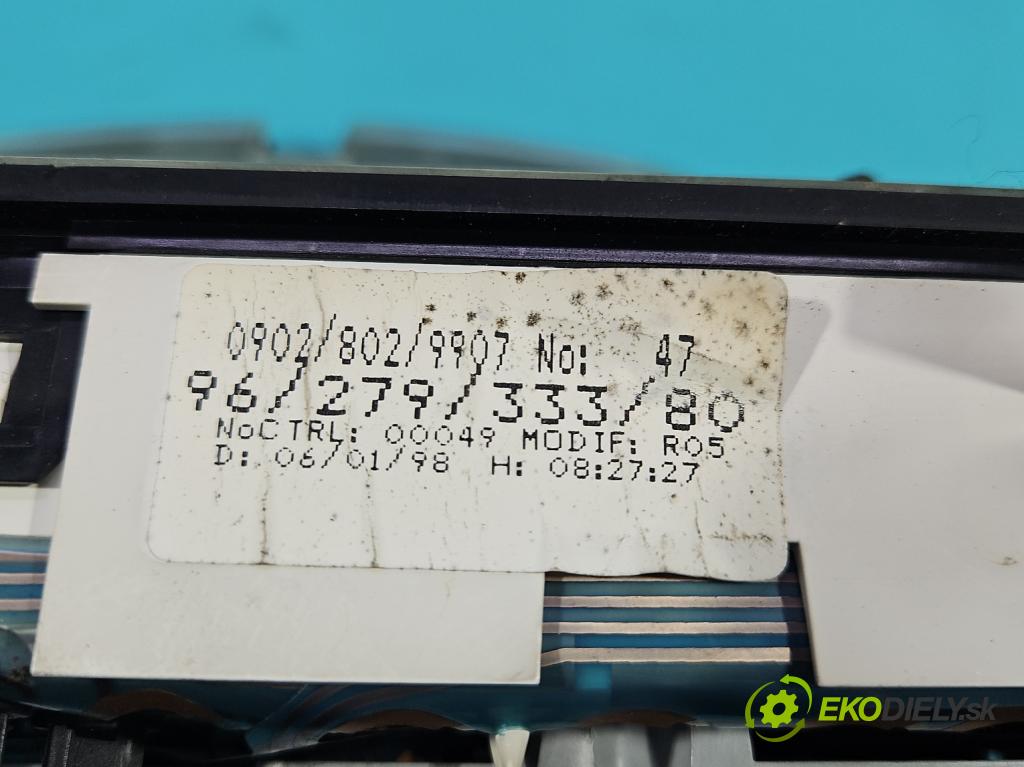 0902/802/9907 No: 47
96/279/333/80
NoCTRL: 00049 MODIF: R05
D: 06/01/98 H: 08:27:27
EKODIELY.sk